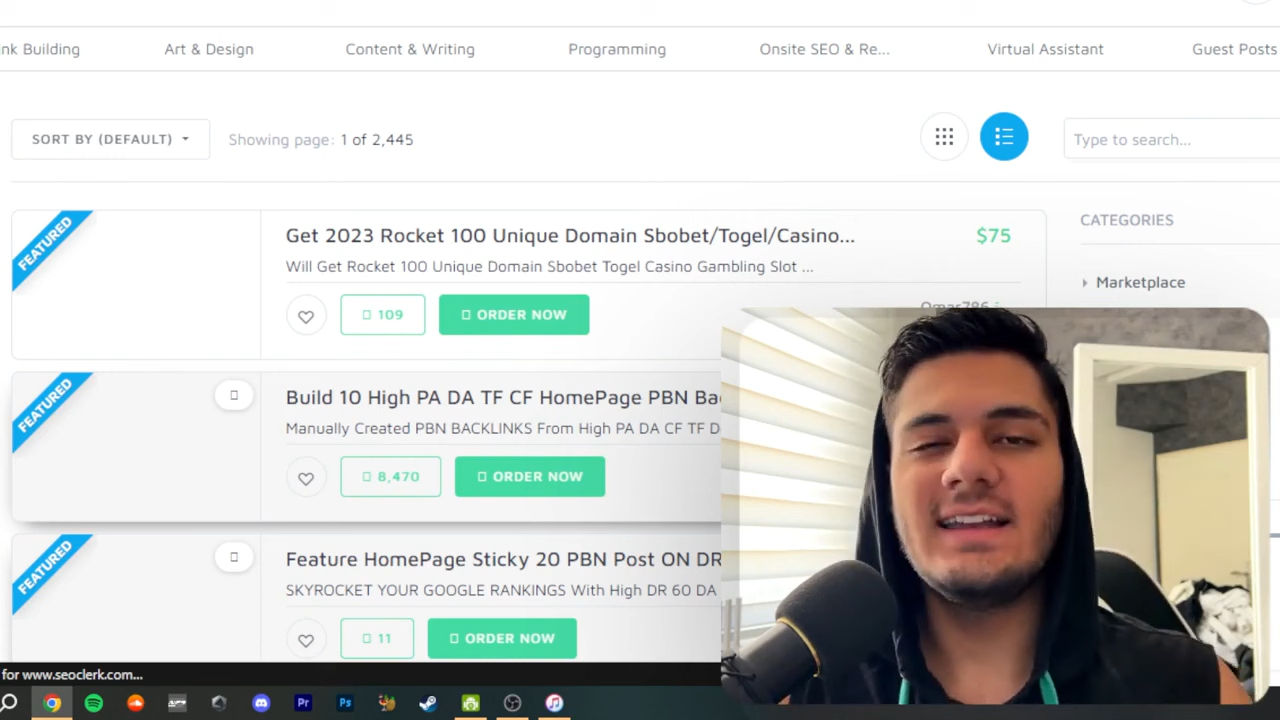 nk Building
Art & Design
Content & Writing
Programming
Onsite SEO & Re...
Virtual Assistant
Guest Posts
SORT BY (DEFAULT)
Showing page: 1 of 2,445
Type to search...
FEATURED
Get 2023 Rocket 100 Unique Domain Sbobet/Togel/Casino...
$75
Will Get Rocket 100 Unique Domain Sbobet Togel Casino Gambling Slot ...
109
ORDER NOW
Omar786
CATEGORIES
Marketplace
FEATURED
Build 10 High PA DA TF CF HomePage PBN Ba
Manually Created PBN BACKLINKS From High PA DA CF TF D
8,470
ORDER NOW
FEATURED
Feature HomePage Sticky 20 PBN Post ON DR
SKYROCKET YOUR GOOGLE RANKINGS With High DR 60 DA
11
ORDER NOW
for www.seoclerk.com...
Pr
Ps